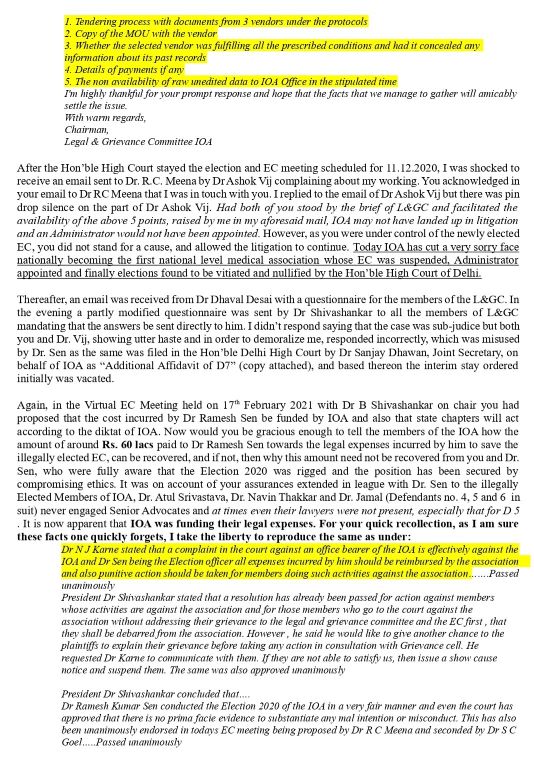 1. Tendering process with documents from 3 vendors under the protocols
2. Copy of the MOU with the vendor
3. Whether the selected vendor was fulfilling all the prescribed conditions and had it concealed any
information about its past records
4. Details of payments if any
5. The non availability of raw unedited data to IOA Office in the stipulated time
I'm highly thankful for your prompt response and hope that the facts that we manage to gather will amicably
settle the issue.
With warm regards,
Chairman,
Legal & Grievance Committee IOA
After the Hon'ble High Court stayed the election and EC meeting scheduled for 11.12.2020, I was shocked to
receive an email sent to Dr. R.C. Meena by Dr Ashok Vij complaining about my working. You acknowledged in
your email to Dr RC Meena that I was in touch with you. I replied to the email of Dr Ashok Vij but there was pin
drop silence on the part of Dr Ashok Vij. Had both of you stood by the brief of L&GC and facilitated the
availability of the above 5 points, raised by me in my aforesaid mail, IOA may not have landed up in litigation
and an Administrator would not have been appointed. However, as you were under control of the newly elected
EC, you did not stand for a cause, and allowed the litigation to continue. Today IOA has cut a very sorry face
nationally becoming the first national level medical association whose EC was suspended, Administrator
appointed and finally elections found to be vitiated and nullified by the Hon'ble High Court of Delhi.
Thereafter, an email was received from Dr Dhaval Desai with a questionnaire for the members of the L&GC. In
the evening a partly modified questionnaire was sent by Dr Shivashankar to all the members of L&GC
mandating that the answers be sent directly to him. I didn't respond saying that the case was sub-judice but both
you and Dr. Vij, showing utter haste and in order to demoralize me, responded incorrectly, which was misused
by Dr. Sen as the same was filed in the Hon'ble Delhi High Court by Dr Sanjay Dhawan, Joint Secretary, on
behalf of IOA as "Additional Affidavit of D7" (copy attached), and based thereon the interim stay ordered
initially was vacated.
Again, in the Virtual EC Meeting held on 17th February 2021 with Dr B Shivashankar on chair you had
proposed that the cost incurred by Dr Ramesh Sen be funded by IOA and also that state chapters will act
according to the diktat of IOA. Now would you be gracious enough to tell the members of the IOA how the
amount of around Rs. 60 lacs paid to Dr Ramesh Sen towards the legal expenses incurred by him to save the
illegally elected EC, can be recovered, and if not, then why this amount need not be recovered from you and Dr.
Sen, who were fully aware that the Election 2020 was rigged and the position has been secured by
compromising ethics. It was on account of your assurances extended in league with Dr. Sen to the illegally
Elected Members of IOA, Dr. Atul Srivastava, Dr. Navin Thakkar and Dr. Jamal (Defendants no. 4, 5 and 6 in
suit) never engaged Senior Advocates and at times even their lawyers were not present, especially that for D 5
. It is now apparent that IOA was funding their legal expenses. For your quick recollection, as I am sure
these facts one quickly forgets, I take the liberty to reproduce the same as under:
Dr N J Karne stated that a complaint in the court against an office bearer of the IOA is effectively against the
IOA and Dr Sen being the Election officer all expenses incurred by him should be reimbursed by the association
and also punitive action should be taken for members doing such activities against the association.......Passed
unanimously
President Dr Shivashankar stated that a resolution has already been passed for action against members
whose activities are against the association and for those members who go to the court against the
association without addressing their grievance to the legal and grievance committee and the EC first , that
they shall be debarred from the association. However , he said he would like to give another chance to the
plaintiffs to explain their grievance before taking any action in consultation with Grievance cell. He
requested Dr Karne to communicate with them. If they are not able to satisfy us, then issue a show cause
notice and suspend them. The same was also approved unanimously
President Dr Shivashankar concluded that....
Dr Ramesh Kumar Sen conducted the Election 2020 of the IOA in a very fair manner and even the court has
approved that there is no prima facie evidence to substantiate any mal intention or misconduct. This has also
been unanimously endorsed in todays EC meeting being proposed by Dr R C Meena and seconded by Dr S C
Goel.....Passed unanimously